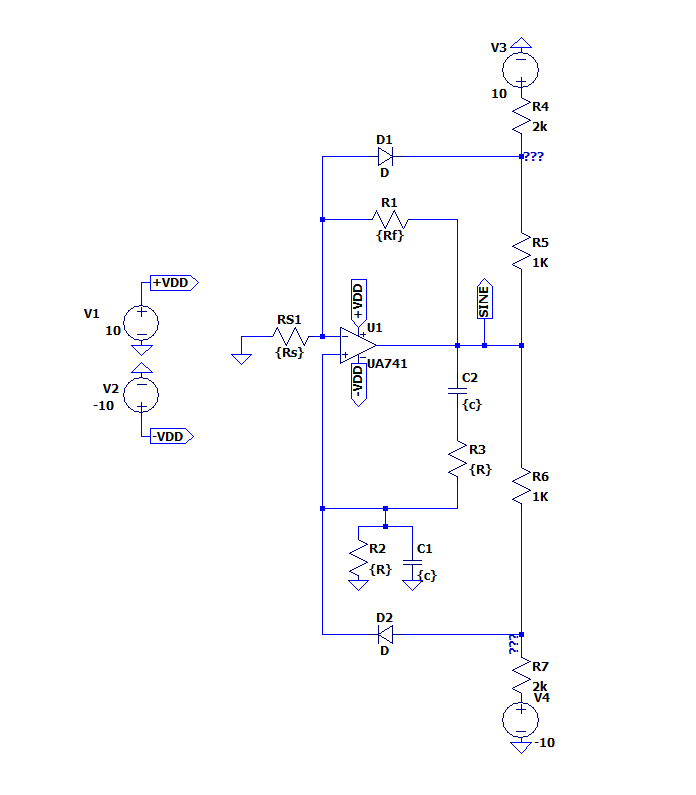 V3
10
R4
2k
D1
D
???
R1
{Rf}
R5
1K
+VDD
V1
10
V2
-10
-VDD
RS1
{Rs}
+VDD
U1
UA741
-VDD
SINE
C2
{c}
R3
{R}
R6
1K
R2
{R}
C1
{c}
D2
D
???
R7
2k
V4
-10